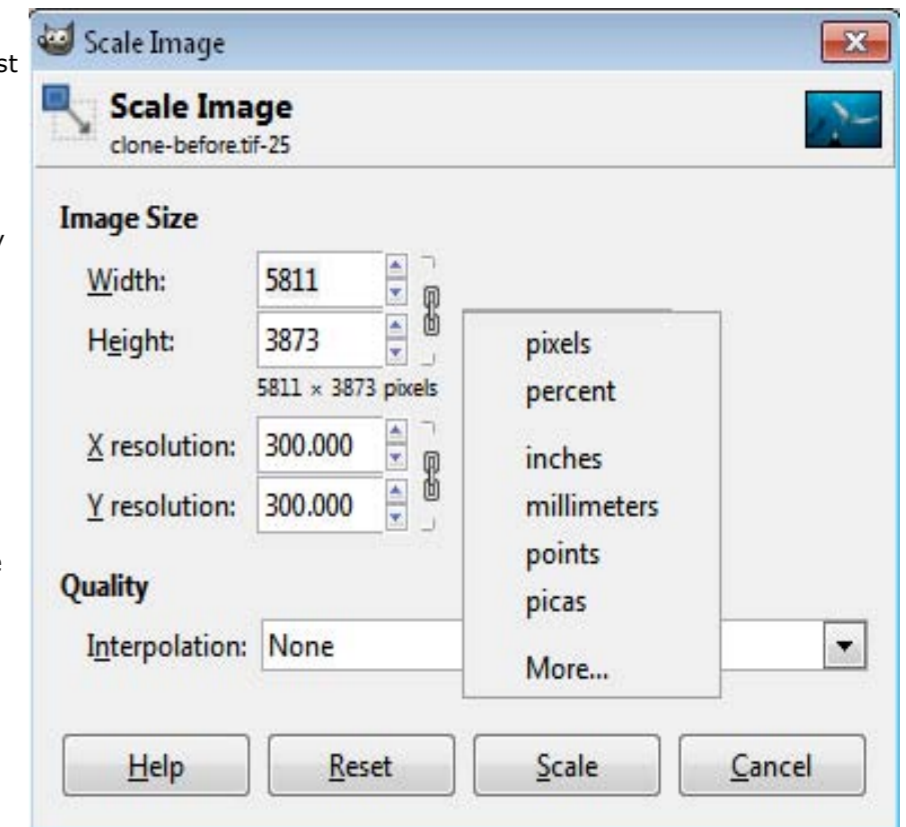 Scale Image
st
Scale Image
clone-before.tif-25
Image Size
y
Width: 5811
Height: 3873
5811 × 3873 pixels
X resolution: 300.000
Y resolution: 300.000
pixels
percent
inches
millimeters
points
picas
More...
e
Quality
Interpolation: None
Help Reset Scale Cancel